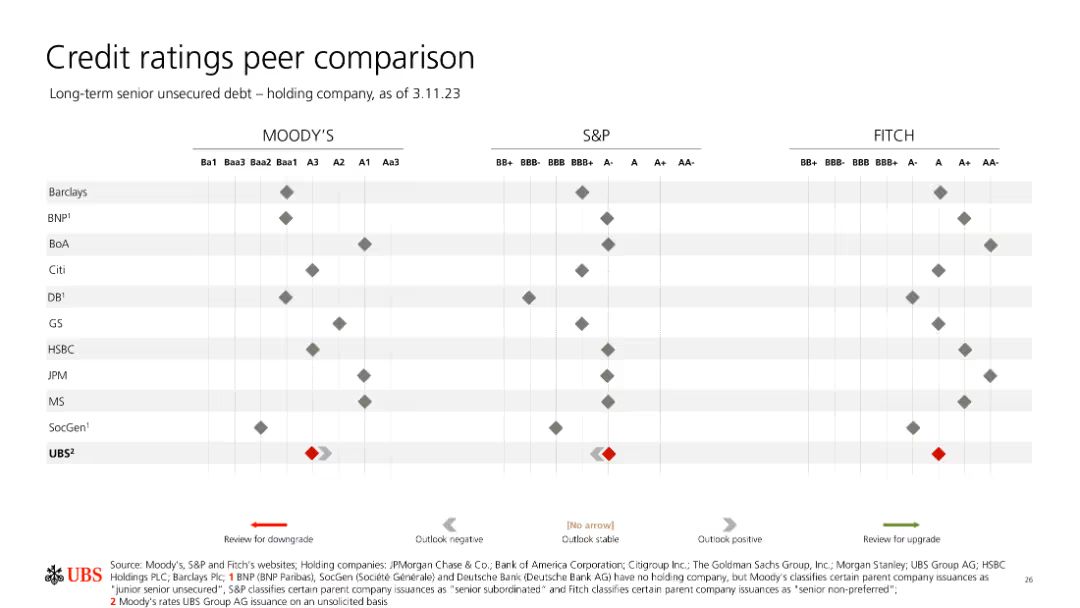 Credit ratings peer comparison
Long-term senior unsecured debt – holding company, as of 3.11.23
MOODY'S S&P FITCH
Ba1 Baa3 Baa2 Baa1 A3 A2 A1 Aa3 BB+ BBB- BBB BBB+ A- A A+ AA- BB+ BBB- BBB BBB+ A- A A+ AA-
Barclays
BNP¹
BoA
Citi
DB¹
GS
HSBC
JPM
MS
SocGen¹
UBS²
[No arrow]
Review for downgrade Outlook negative Outlook stable Outlook positive Review for upgrade
UBS
Source: Moody's, S&P and Fitch's websites; Holding companies: JPMorgan Chase & Co.; Bank of America Corporation; Citigroup Inc.; The Goldman Sachs Group, Inc.; Morgan Stanley; UBS Group AG; HSBC
Holdings PLC; Barclays Plc; 1 BNP (BNP Paribas), SocGen (Société Générale) and Deutsche Bank (Deutsche Bank AG) have no holding company, but Moody's classifies certain parent company issuances as
"junior senior unsecured", S&P classifies certain parent company issuances as "senior subordinated" and Fitch classifies certain parent company issuances as "senior non-preferred";
2 Moody's rates UBS Group AG issuance on an unsolicited basis
26